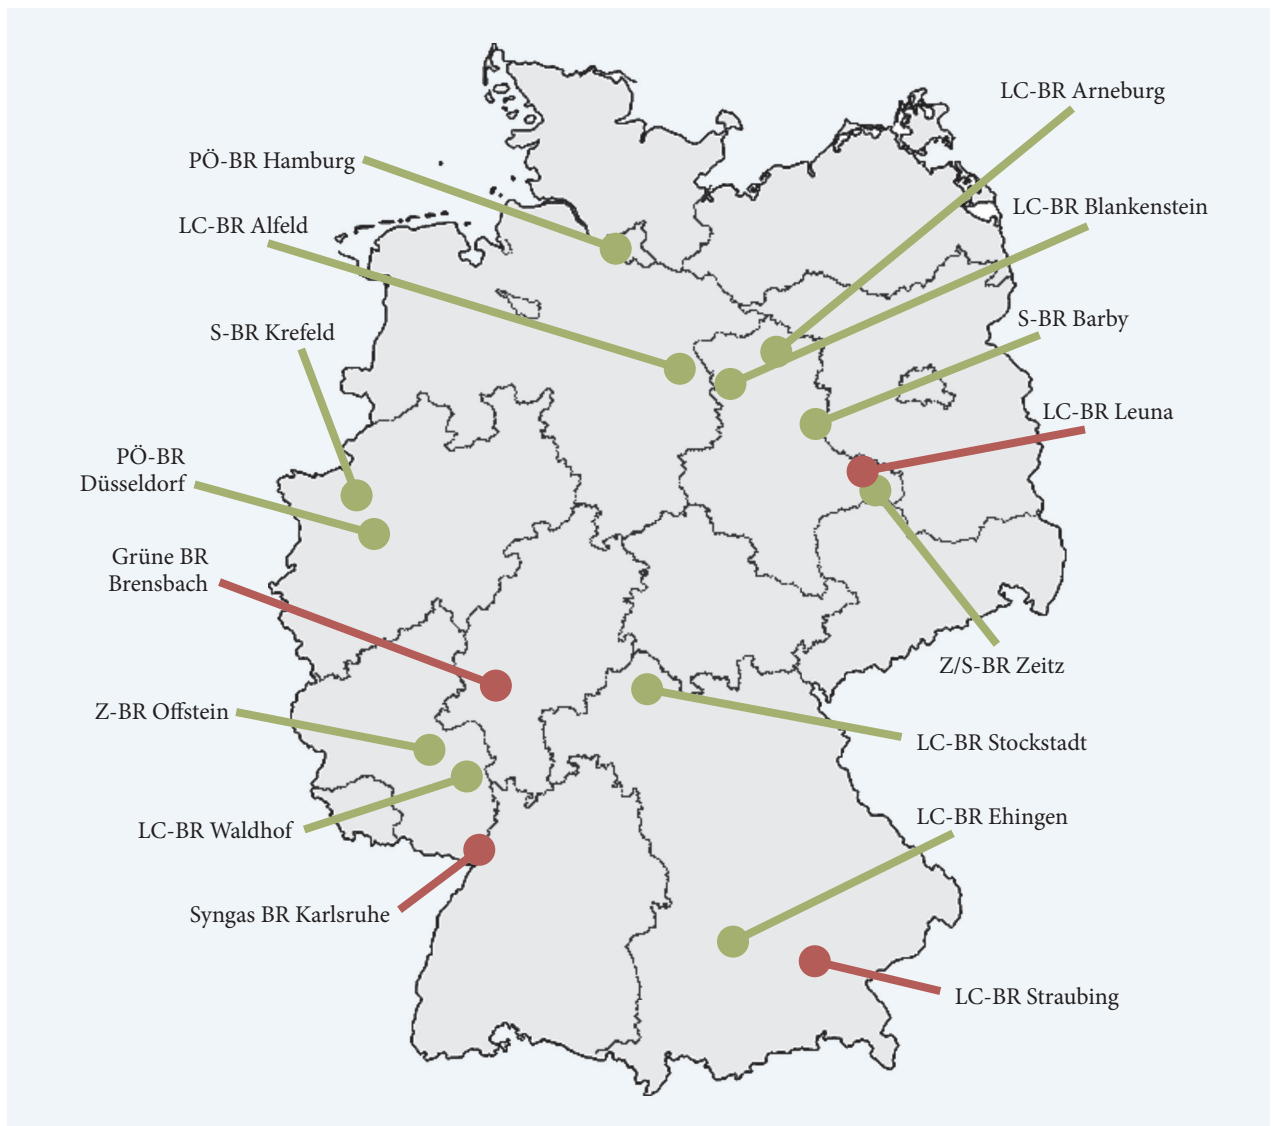 LC-BR Arneburg
PÖ-BR Hamburg
LC-BR Alfeld
LC-BR Blankenstein
S-BR Krefeld
S-BR Barby
LC-BR Leuna
PÖ-BR
Düsseldorf
Grüne BR
Brensbach
Z/S-BR Zeitz
Z-BR Offstein
LC-BR Stockstadt
LC-BR Waldhof
LC-BR Ehingen
Syngas BR Karlsruhe
LC-BR Straubing